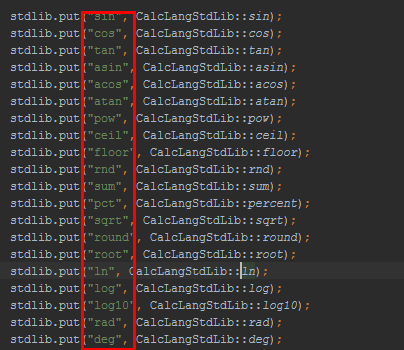 stdlib.put("sin", CalcLangStdLib::sin);
stdlib.put("cos", CalcLangStdLib::cos);
stdlib.put("tan", CalcLangStdLib::tan);
stdlib.put("asin", CalcLangStdLib::asin);
stdlib.put("acos", CalcLangStdLib::acos);
stdlib.put("atan", CalcLangStdLib::atan);
stdlib.put("pow", CalcLangStdLib::pow);
stdlib.put("ceil", CalcLangStdLib::ceil);
stdlib.put("floor", CalcLangStdLib::floor);
stdlib.put("rnd", CalcLangStdLib::rnd);
stdlib.put("sum", CalcLangStdLib::sum);
stdlib.put("pct", CalcLangStdLib::percent);
stdlib.put("sqrt", CalcLangStdLib::sqrt);
stdlib.put("round", CalcLangStdLib::round);
stdlib.put("root", CalcLangStdLib::root);
stdlib.put("ln", CalcLangStdLib::ln);
stdlib.put("log", CalcLangStdLib::log);
stdlib.put("log10", CalcLangStdLib::log10);
stdlib.put("rad", CalcLangStdLib::rad);
stdlib.put("deg", CalcLangStdLib::deg);